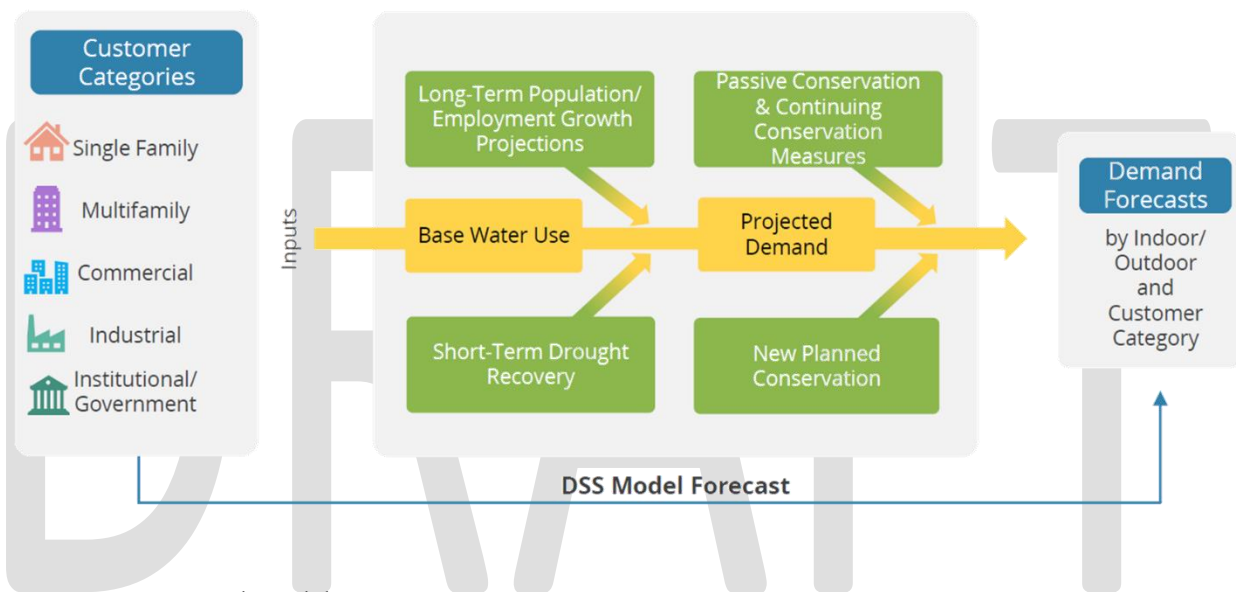 Customer
Categories
Single Family
Multifamily
Commercial
Industrial
Institutional/
Government
Inputs
Long-Term Population/
Employment Growth
Projections
Passive Conservation
& Continuing
Conservation
Measures
Base Water Use
Projected
Demand
Short-Term Drought
Recovery
New Planned
Conservation
Demand
Forecasts
by Indoor/
Outdoor
and
Customer
Category
DSS Model Forecast
DRAFT